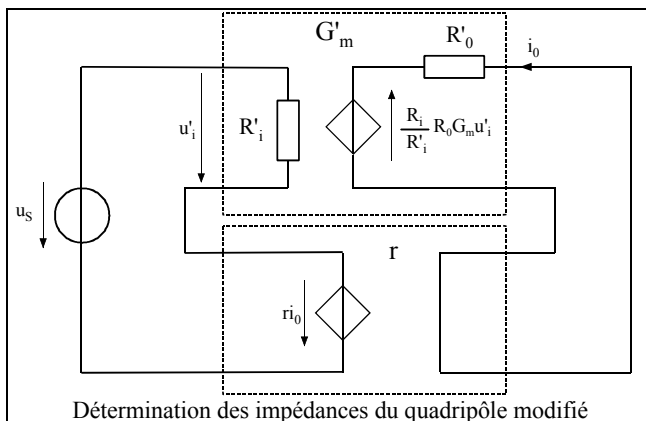 G'm
R'0
i0
u'i
R'i
Ri
R'i
R0Gmu'i
uS
r
ri0
Détermination des impédances du quadripôle modifié